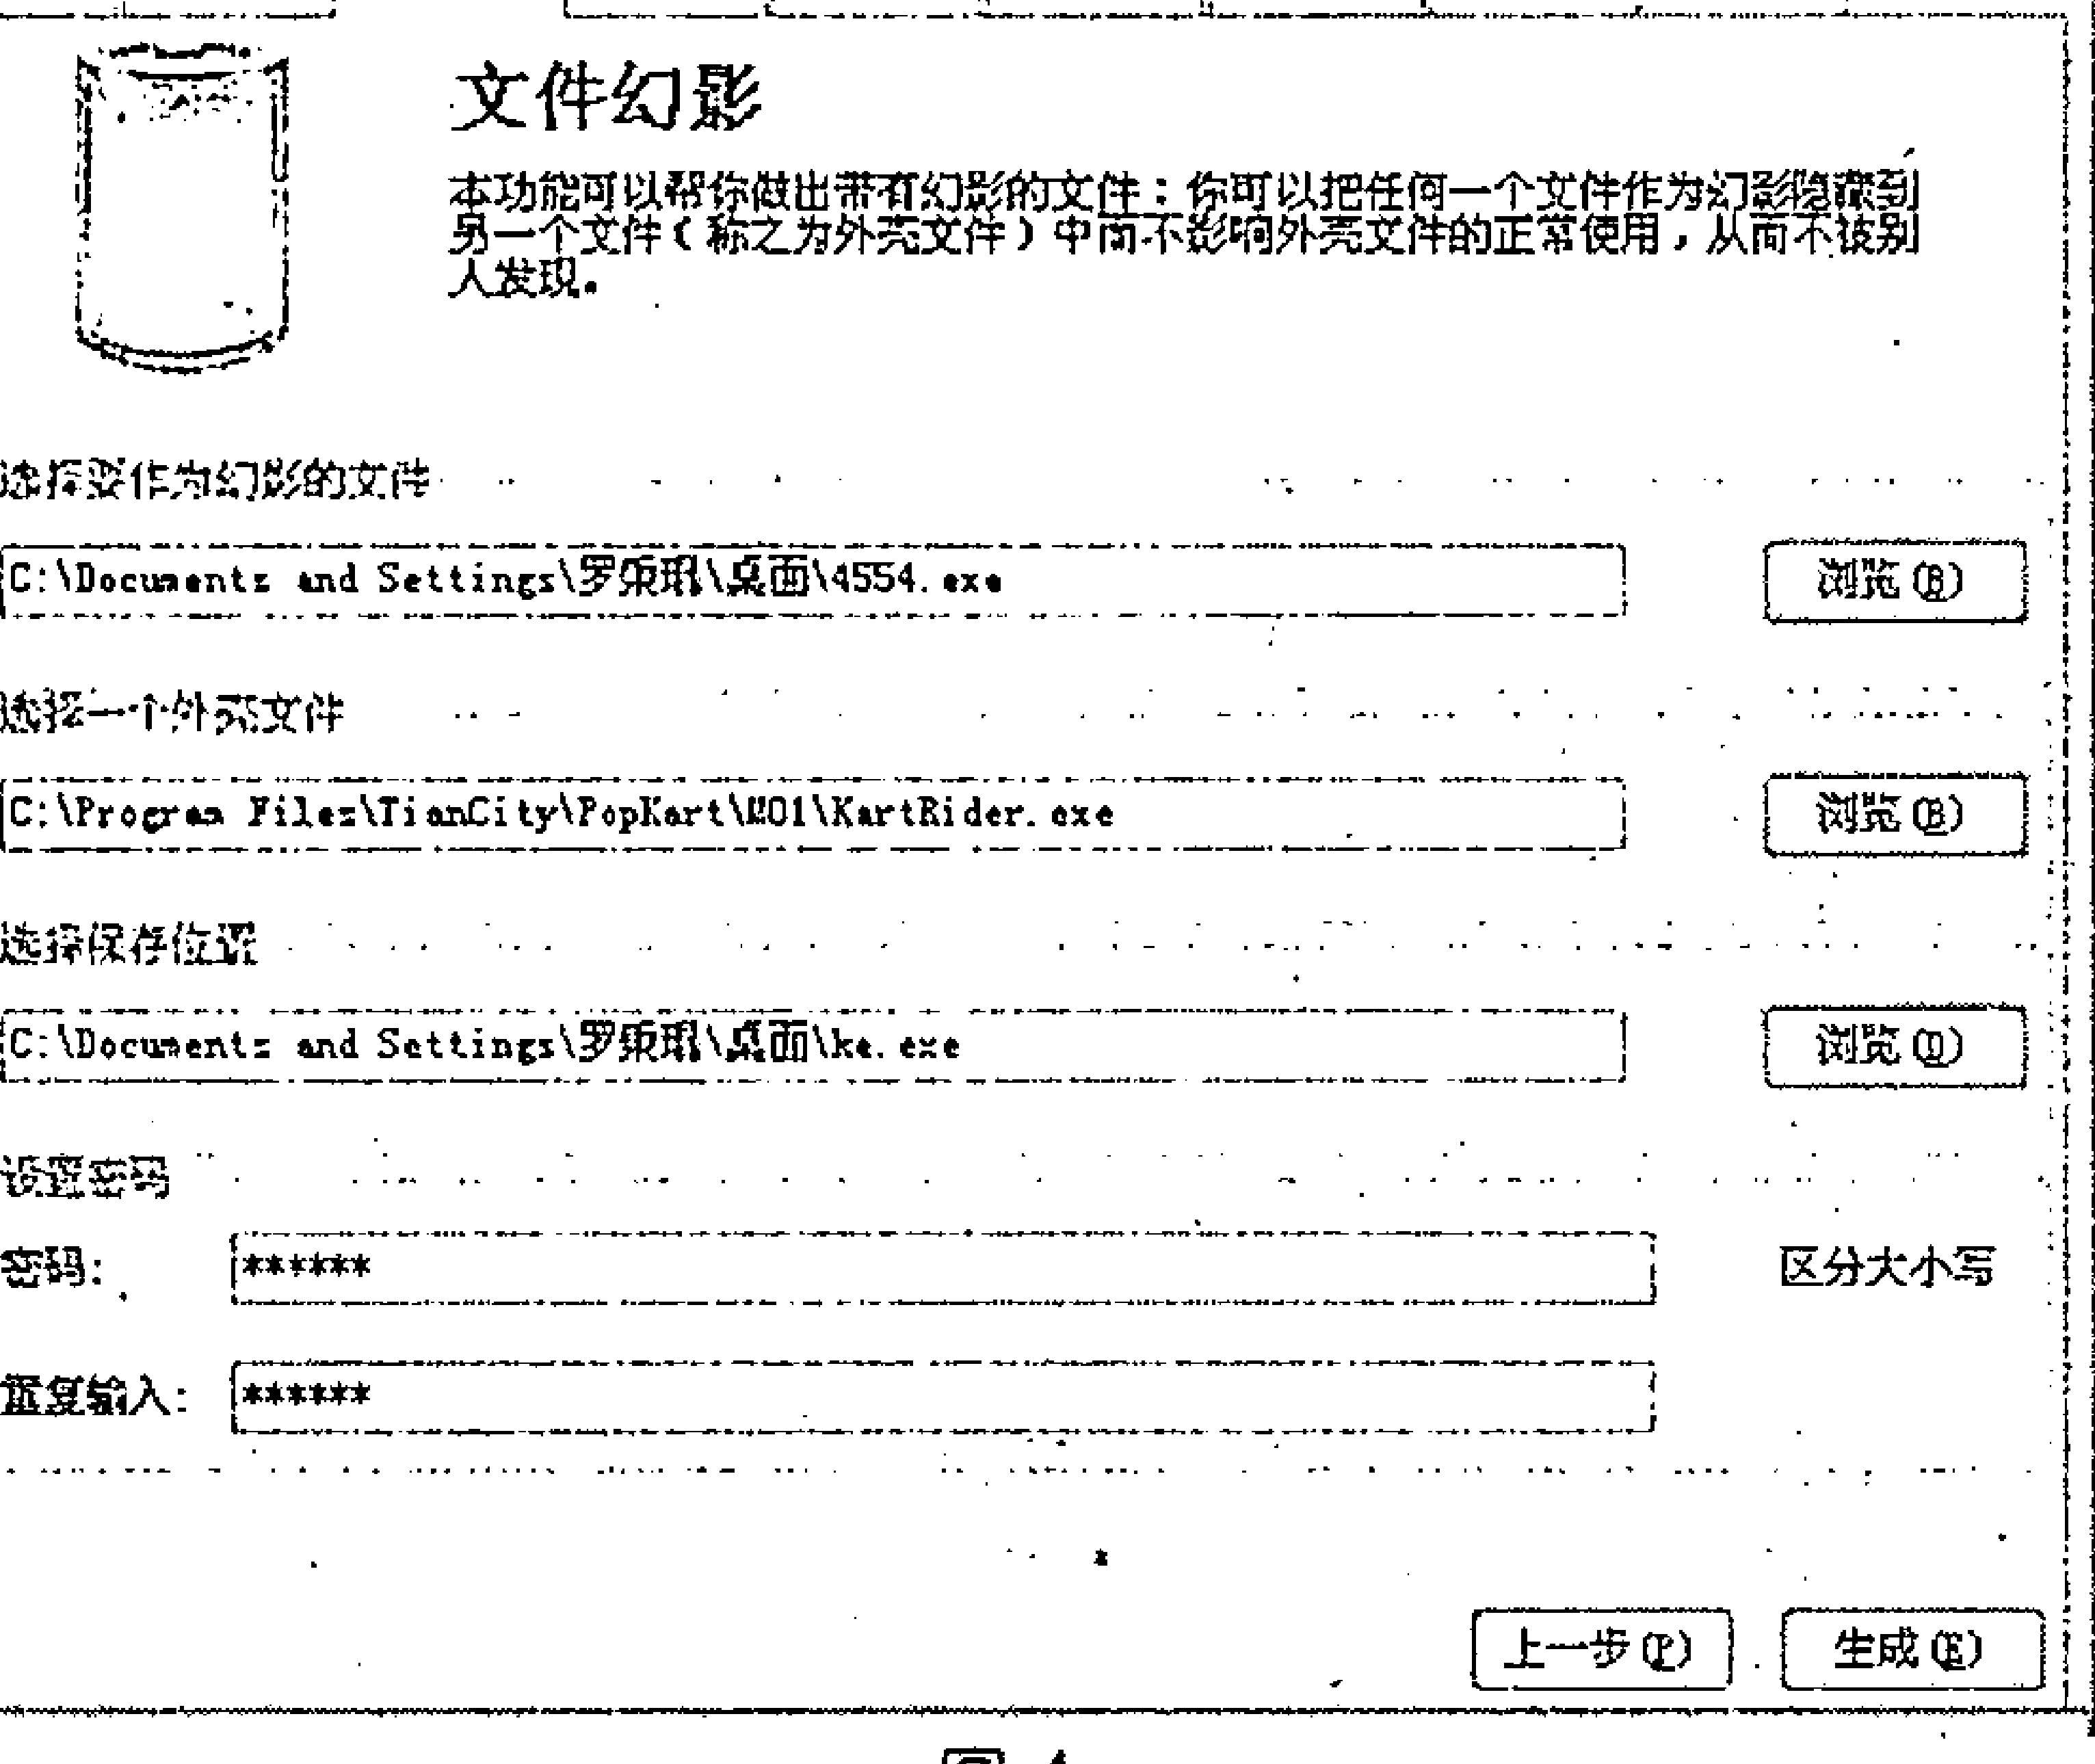 文件幻影
本功能可以帮你做出带有幻影的文件：你可以把任何一个文件作为幻影隐藏到
另一个文件（称之为外壳文件）中而不影响外壳文件的正常使用，从而不被别
人发现。
选择要作为幻影的文件
C:\Documents and Settings\罗秉琨\桌面\4554.exe
浏览(B)
选择一个外壳文件
C:\Program Files\TianCity\PopKart\M01\KartRider.exe
浏览(B)
选择保存位置
C:\Documents and Settings\罗秉琨\桌面\ke.exe
浏览
设置密码
密码：
******
区分大小写
重复输入：
******
上一步(P)
生成